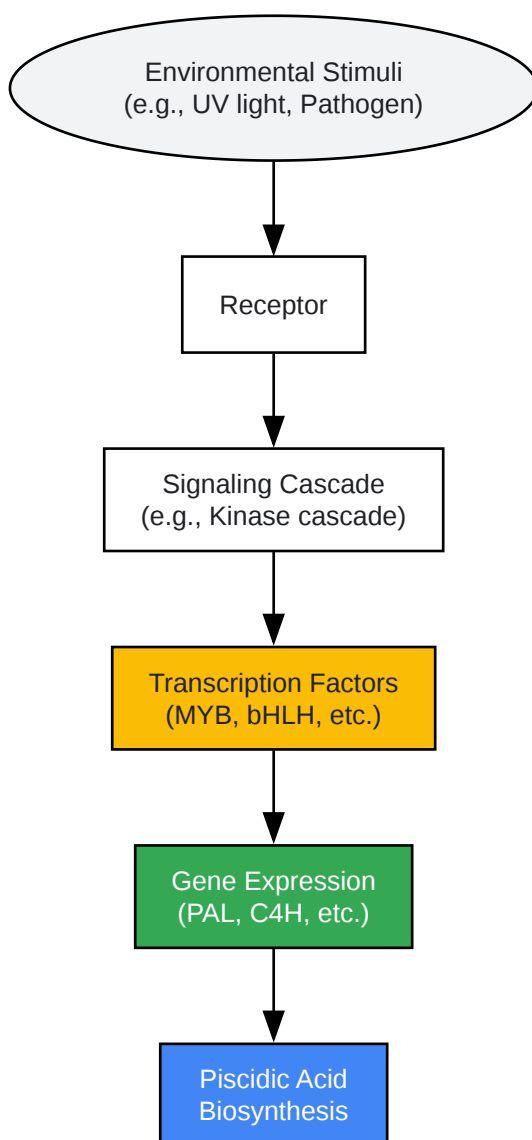 Environmental Stimuli
(e.g., UV light, Pathogen)
Receptor
Signaling Cascade
(e.g., Kinase cascade)
Transcription Factors
(MYB, bHLH, etc.)
Gene Expression
(PAL, C4H, etc.)
Piscidic Acid
Biosynthesis